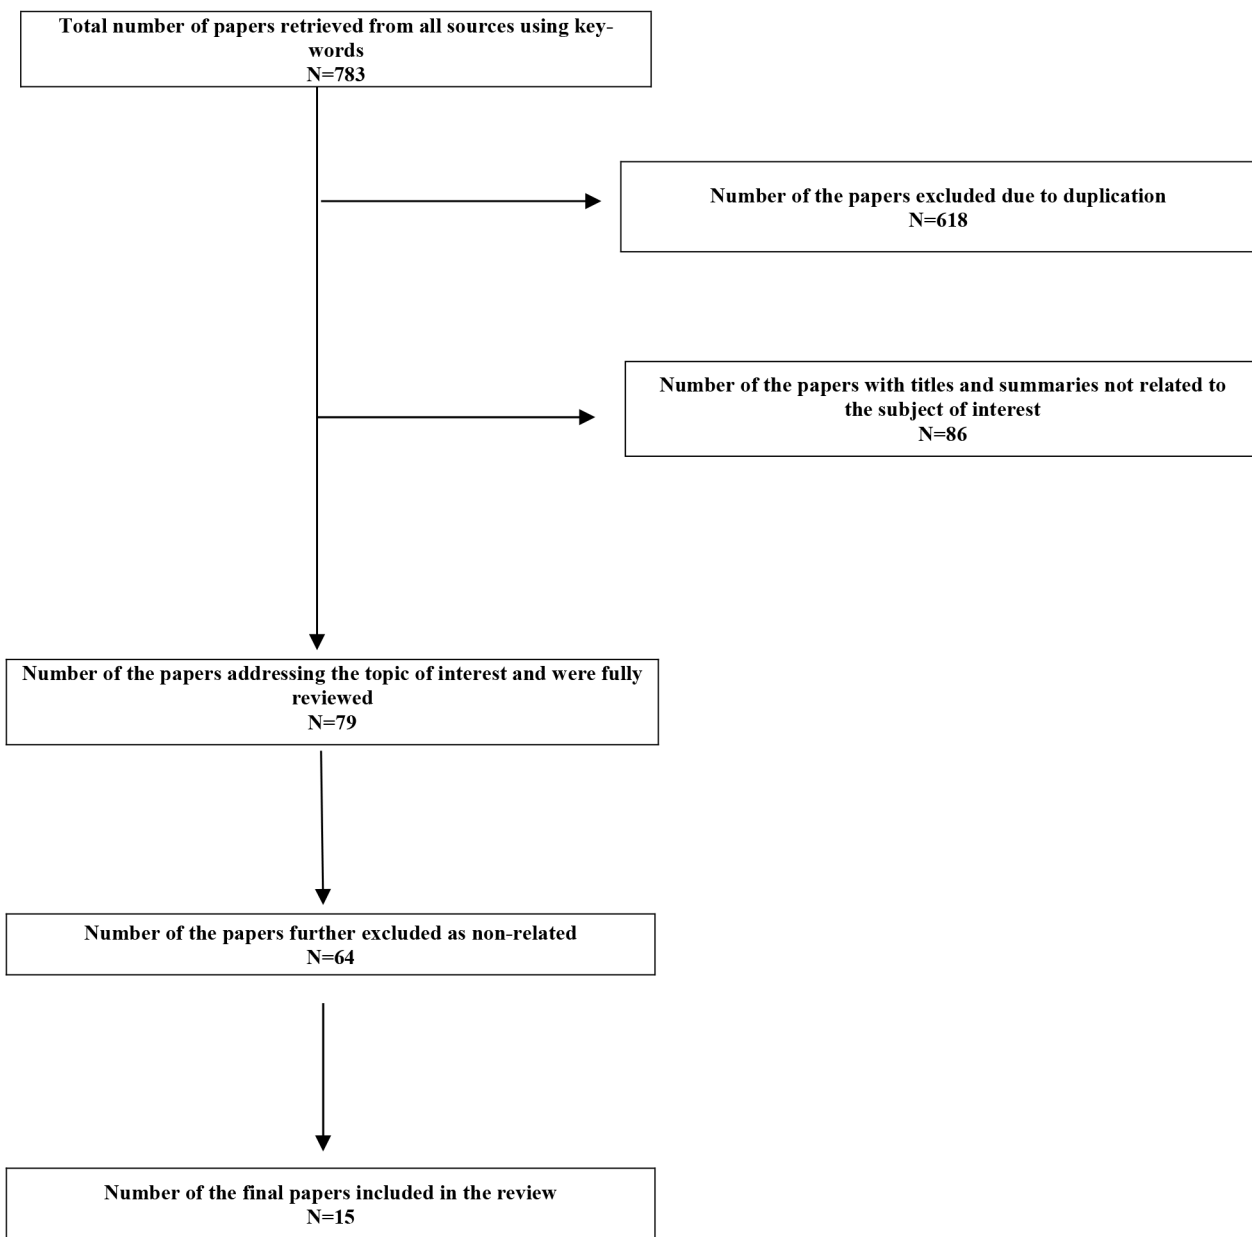 Total number of papers retrieved from all sources using key-
words
N=783
Number of the papers excluded due to duplication
N=618
Number of the papers with titles and summaries not related to
the subject of interest
N=86
Number of the papers addressing the topic of interest and were fully
reviewed
N=79
Number of the papers further excluded as non-related
N=64
Number of the final papers included in the review
N=15